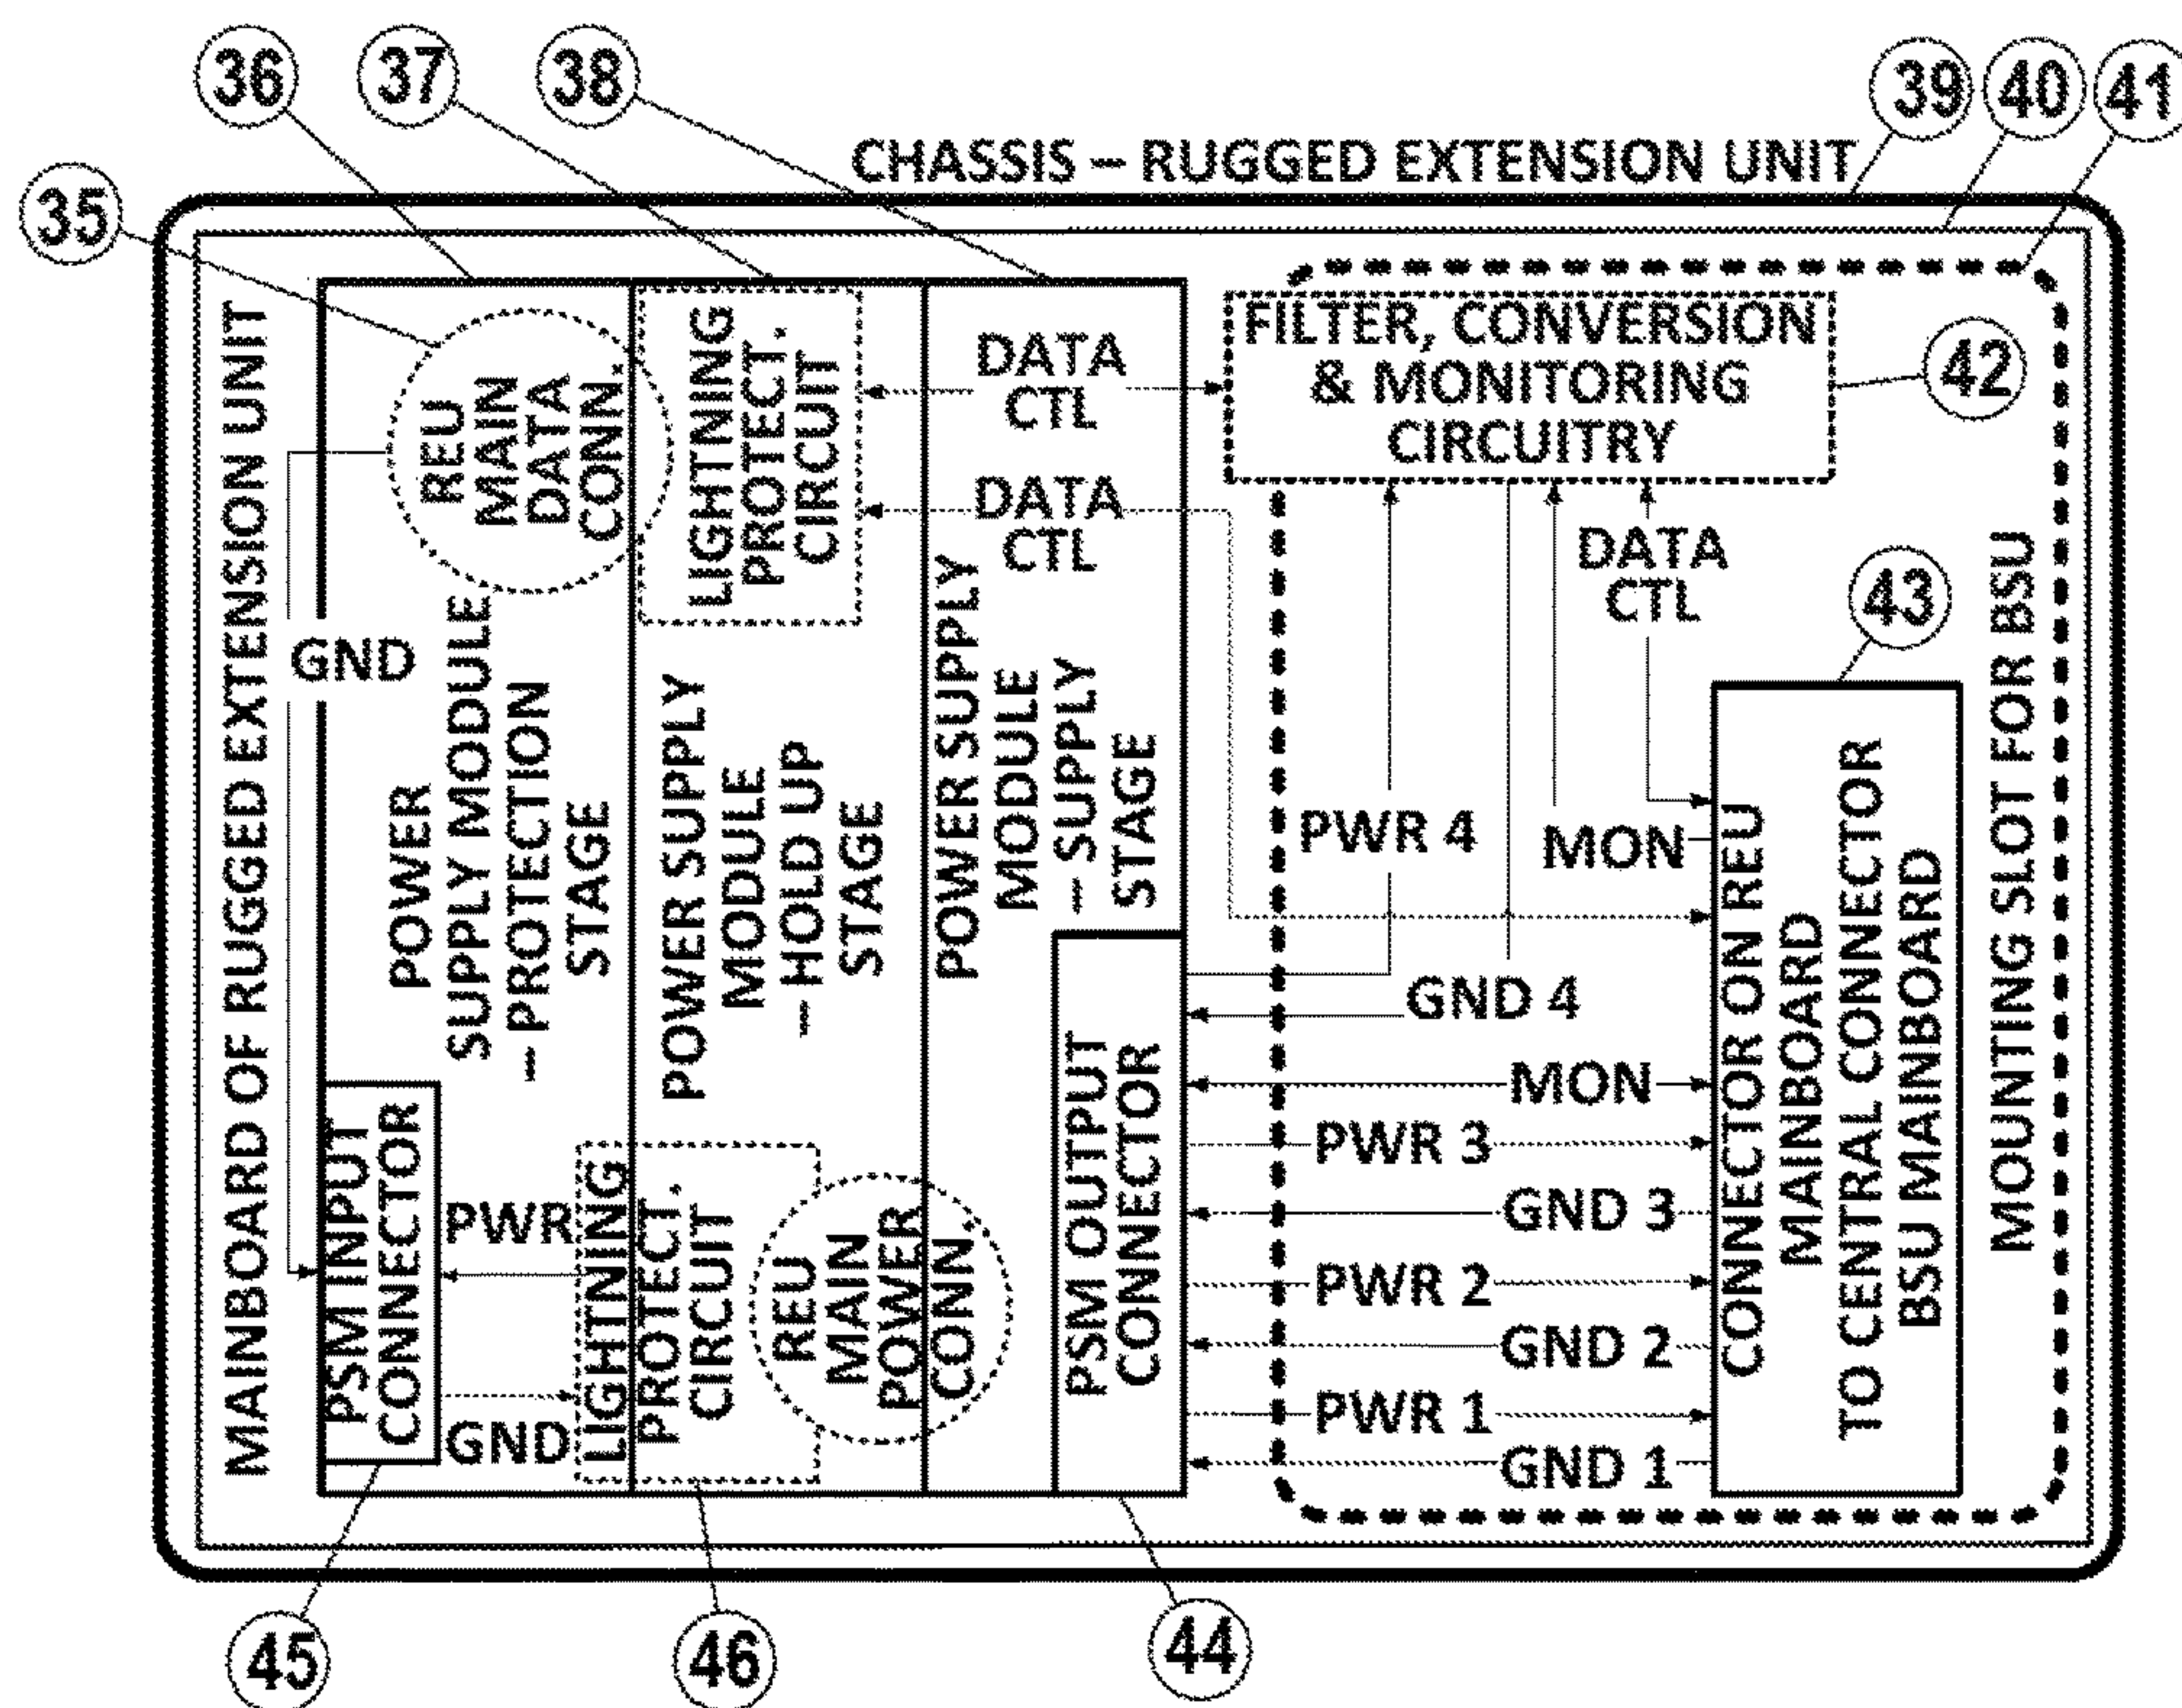 36
37
38
39
40
41
CHASSIS – RUGGED EXTENSION UNIT
35
MAINBOARD OF RUGGED EXTENSION UNIT
REU
MAIN
DATA
CONN.
GND
POWER
SUPPLY MODULE
– PROTECTION
STAGE
PSM INPUT
CONNECTOR
PWR
GND
LIGHTNING
PROTECT.
CIRCUIT
POWER SUPPLY
MODULE
– HOLD UP
STAGE
LIGHTNING
PROTECT.
CIRCUIT
REU
MAIN
POWER
CONN.
DATA
CTL
DATA
CTL
POWER SUPPLY
MODULE
– SUPPLY
STAGE
PSM OUTPUT
CONNECTOR
FILTER, CONVERSION
& MONITORING
CIRCUITRY
42
DATA
CTL
43
PWR 4
MON
GND 4
MON
PWR 3
GND 3
PWR 2
GND 2
PWR 1
GND 1
CONNECTOR ON REU
MAINBOARD
TO CENTRAL CONNECTOR
BSU MAINBOARD
MOUNTING SLOT FOR BSU
45
46
44